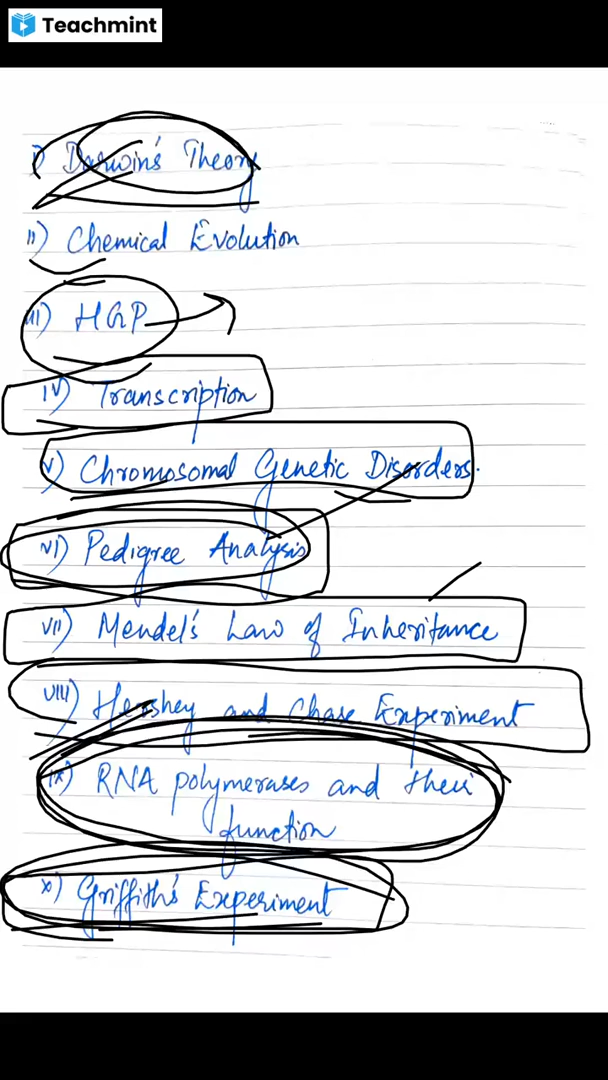 Teachmint
i) Darwin's Theory
II) Chemical Evolution
III) HGP
IV) Transcription
V) Chromosomal Genetic Disorders.
VI) Pedigree Analysis
VII) Mendel's Law of Inheritance
VIII) Hershey and Chase Experiment
ix) RNA polymerases and their
function
x) Griffith's Experiment